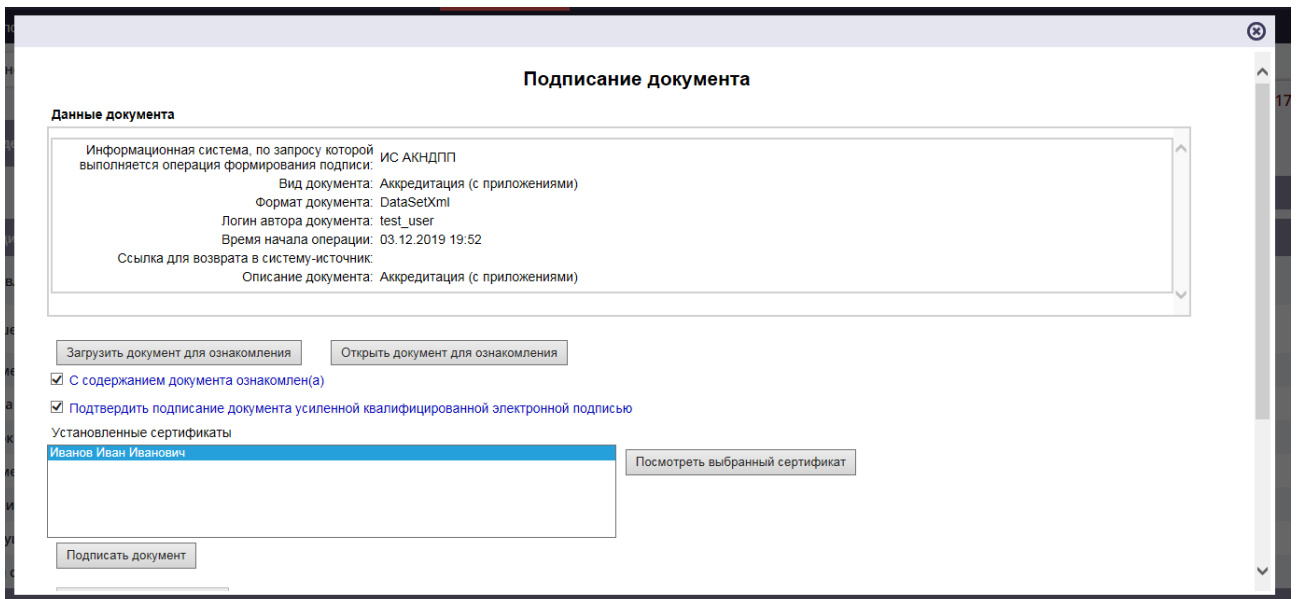 Подписание документа
Данные документа
Информационная система, по запросу которой
выполняется операция формирования подписи: ИС АКНДПП
Вид документа: Аккредитация (с приложениями)
Формат документа: DataSetXml
Логин автора документа: test_user
Время начала операции: 03.12.2019 19:52
Ссылка для возврата в систему-источник:
Описание документа: Аккредитация (с приложениями)
Загрузить документ для ознакомления Открыть документ для ознакомления
С содержанием документа ознакомлен(а)
Подтвердить подписание документа усиленной квалифицированной электронной подписью
Установленные сертификаты
Иванов Иван Иванович
Посмотреть выбранный сертификат
Подписать документ